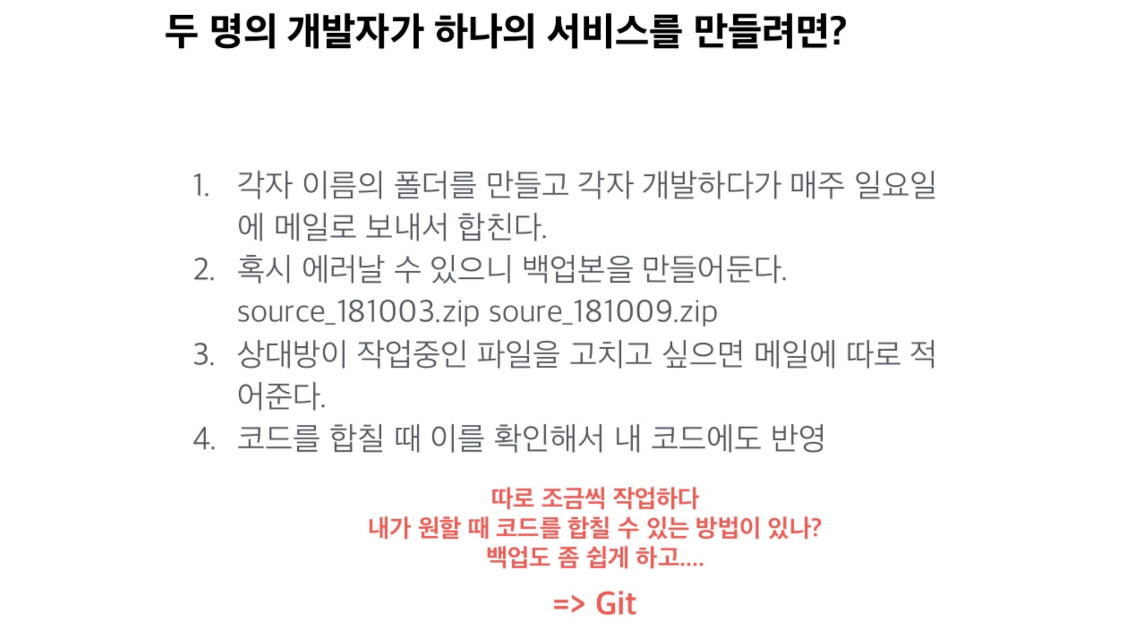 두 명의 개발자가 하나의 서비스를 만들려면?
1. 각자 이름의 폴더를 만들고 각자 개발하다가 매주 일요일
에 메일로 보내서 합친다.
2. 혹시 에러날 수 있으니 백업본을 만들어둔다.
source_181003.zip soure_181009.zip
3. 상대방이 작업중인 파일을 고치고 싶으면 메일에 따로 적
어준다.
4. 코드를 합칠 때 이를 확인해서 내 코드에도 반영
따로 조금씩 작업하다
내가 원할 때 코드를 합칠 수 있는 방법이 있나?
백업도 좀 쉽게 하고....
=> Git